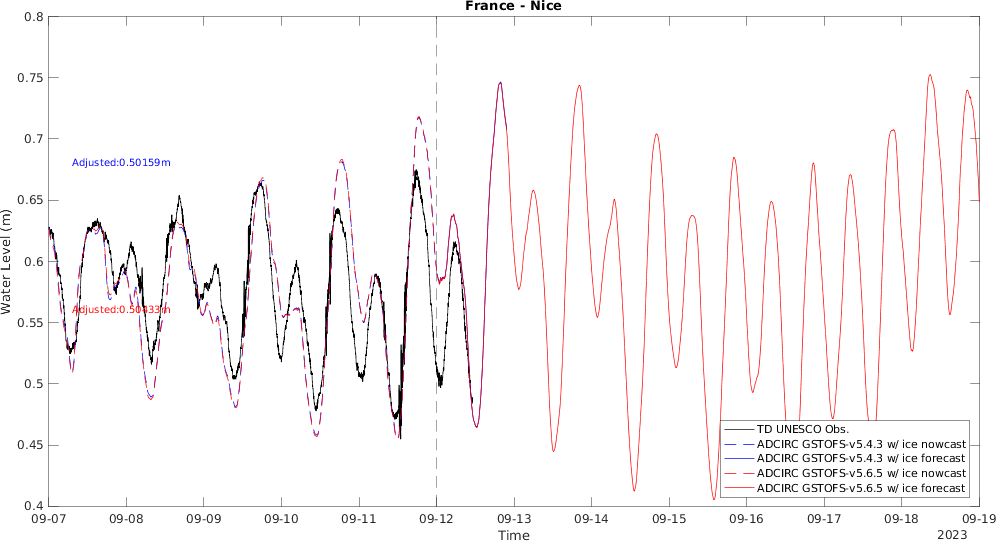 France - Nice
0.8
0.75
0.7
0.65
0.6
0.55
0.5
0.45
0.4
Water Level (m)
Adjusted:0.50159m
Adjusted:0.50433m
TD UNESCO Obs.
ADCIRC GSTOFS-v5.4.3 w/ ice nowcast
ADCIRC GSTOFS-v5.4.3 w/ ice forecast
ADCIRC GSTOFS-v5.6.5 w/ ice nowcast
ADCIRC GSTOFS-v5.6.5 w/ ice forecast
09-07 09-08 09-09 09-10 09-11 09-12 09-13 09-14 09-15 09-16 09-17 09-18 09-19
Time
2023